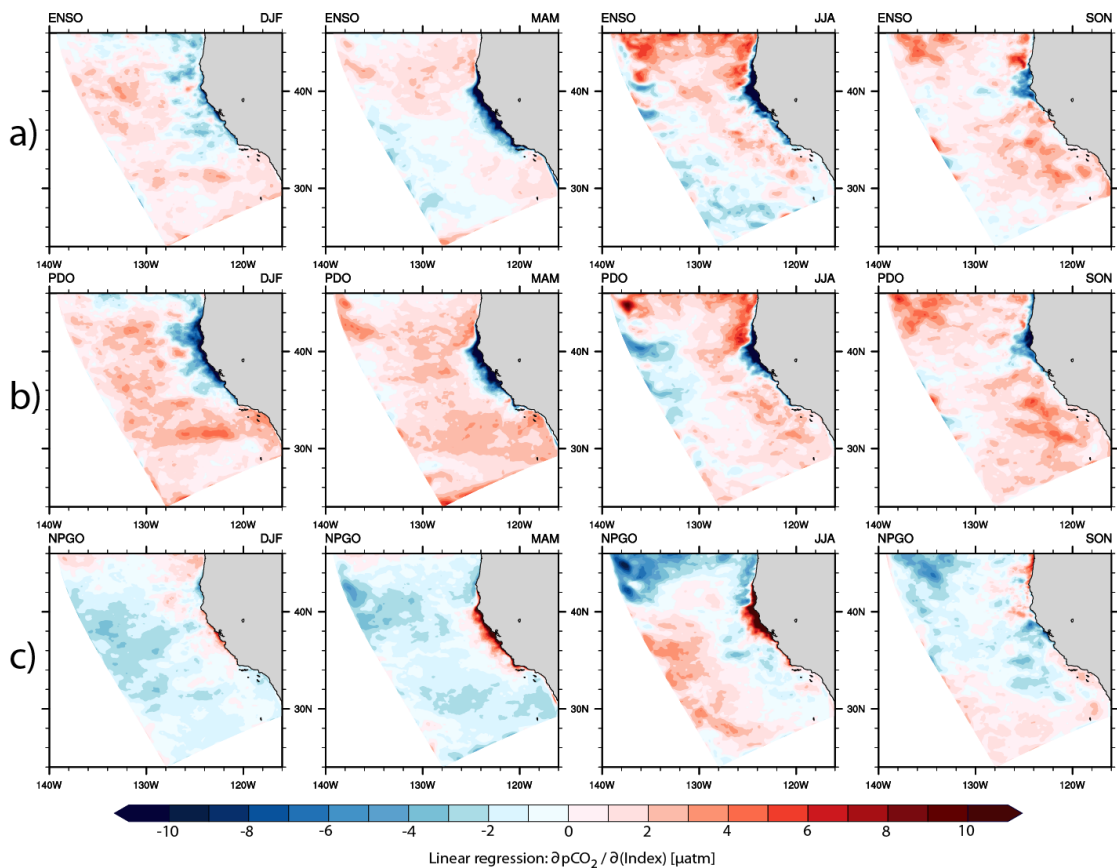 ENSO DJF ENSO MAM ENSO JJA ENSO SON
40N 40N 40N
a)
30N 30N 30N
140W 130W 120W 140W 130W 120W 140W 130W 120W 140W 130W 120W
PDO DJF PDO MAM PDO JJA PDO SON
40N 40N 40N
b)
30N 30N 30N
140W 130W 120W 140W 130W 120W 140W 130W 120W 140W 130W 120W
NPGO DJF NPGO MAM NPGO JJA NPGO SON
40N 40N 40N
c)
30N 30N 30N
140W 130W 120W 140W 130W 120W 140W 130W 120W 140W 130W 120W
-10 -8 -6 -4 -2 0 2 4 6 8 10
Linear regression: ∂pCO₂ / ∂(Index) [µatm]